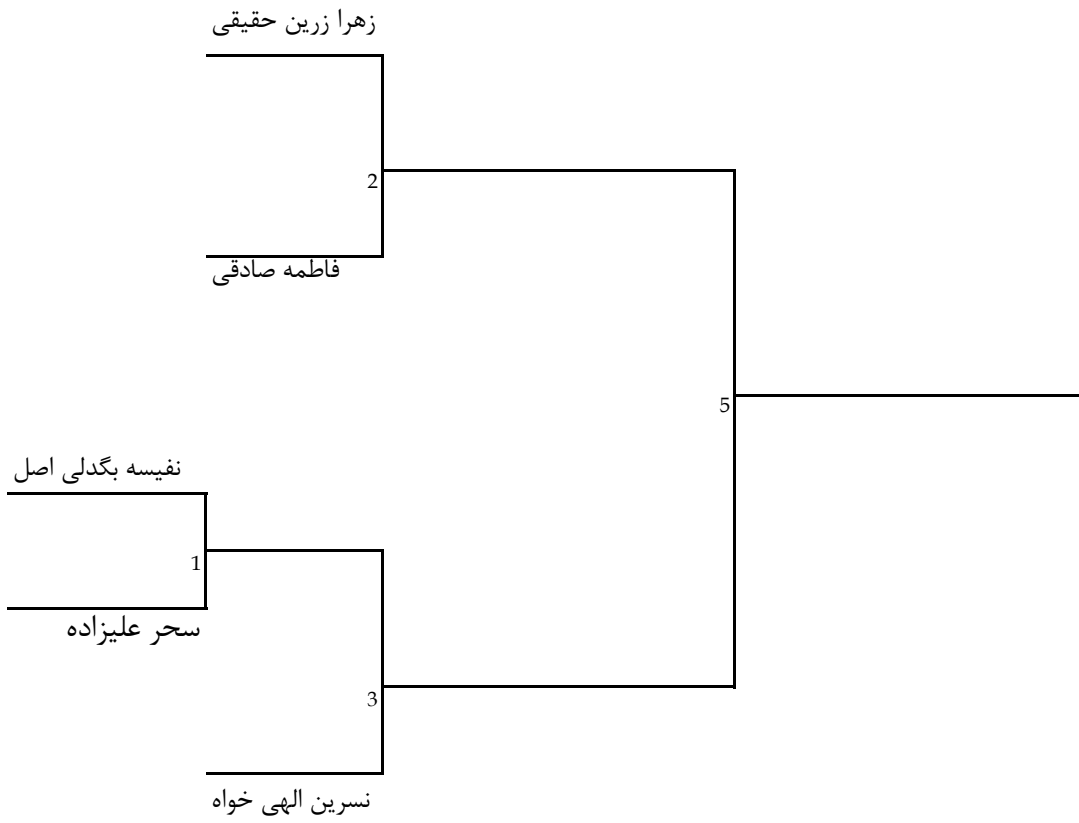 زهرا زرین حقیقی
2
فاطمه صادقی
5
نفیسه بگدلی اصل
1
سحر علیزاده
3
نسرین الهی خواه